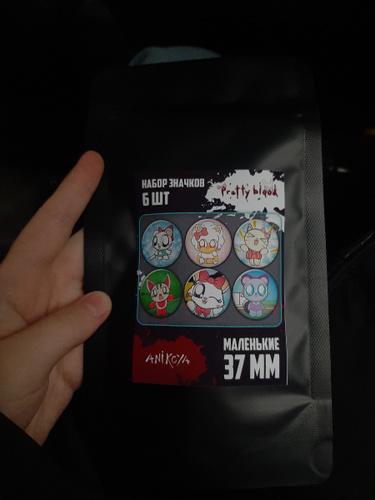 НАБОР ЗНАЧКОВ
6 ШТ
Pretty blood
МАЛЕНЬКИЕ
37 ММ
ANIKOYA